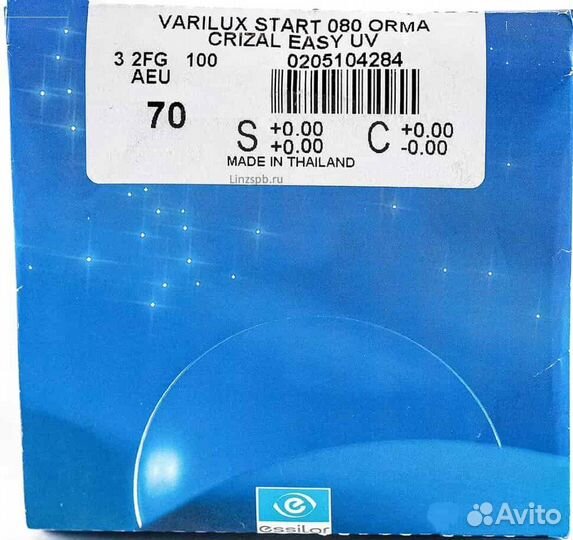 VARILUX START 080 ORMA
CRIZAL EASY UV
3 2FG 100 0205104284
AEU
70
S +0.00 C +0.00
+0.00 -0.00
MADE IN THAILAND
Linzspb.ru
essilor
Avito